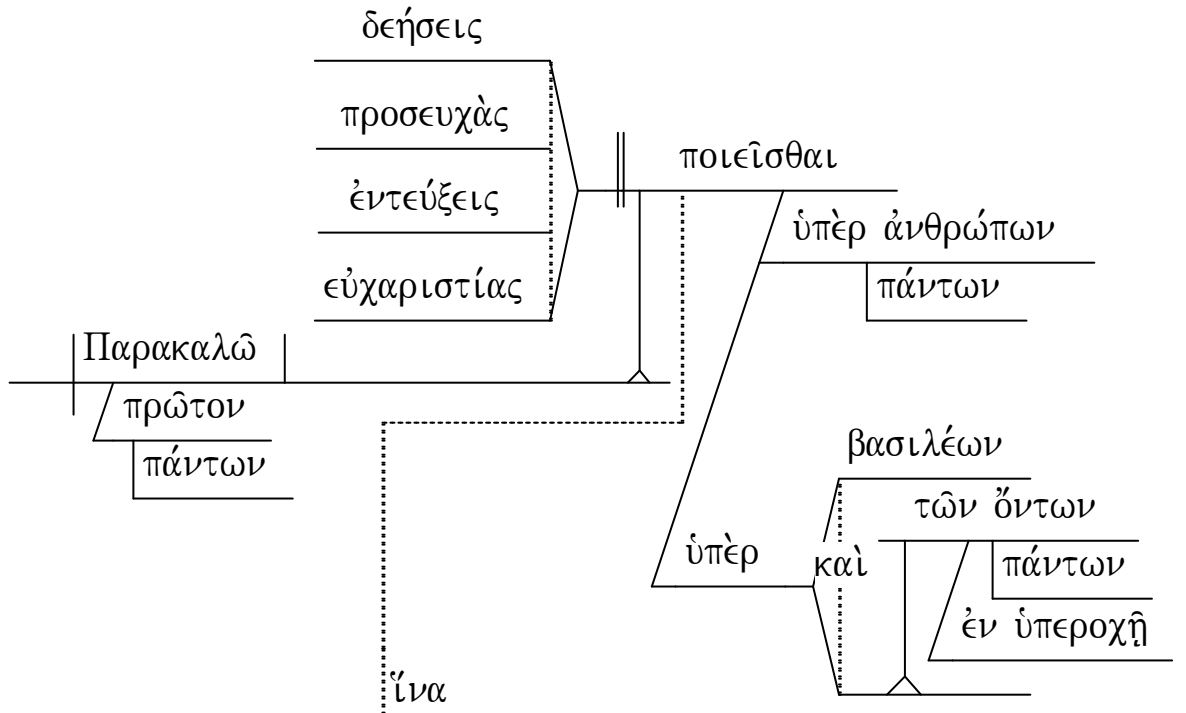 δεήσεις
προσευχὰς
ποιεῖσθαι
ἐντεύξεις
ὑπὲρ ἀνθρώπων
εὐχαριστίας
πάντων
Παρακαλῶ
πρῶτον
πάντων
βασιλέων
τῶν ὄντων
ὑπὲρ
καὶ
πάντων
ἐν ὑπεροχῇ
ἵνα